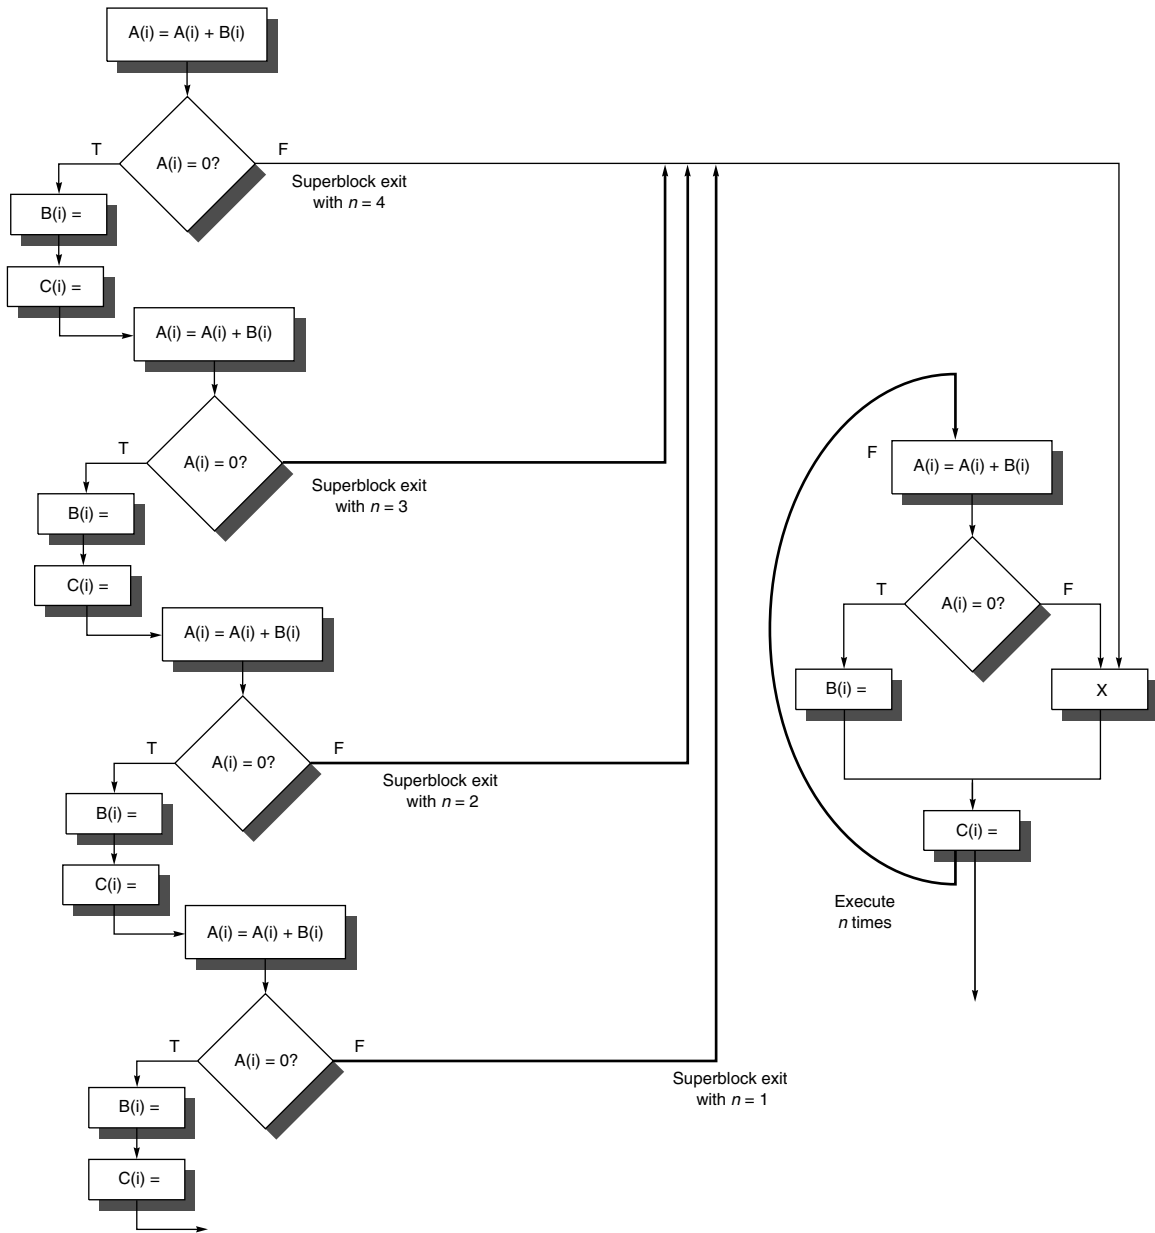 A(i) = A(i) + B(i)
T
A(i) = 0?
F
Superblock exit
with n = 4
B(i) =
C(i) =
A(i) = A(i) + B(i)
T
A(i) = 0?
Superblock exit
with n = 3
B(i) =
C(i) =
A(i) = A(i) + B(i)
T
A(i) = 0?
F
Superblock exit
with n = 2
B(i) =
C(i) =
A(i) = A(i) + B(i)
T
A(i) = 0?
F
Superblock exit
with n = 1
B(i) =
C(i) =
F
A(i) = A(i) + B(i)
T
A(i) = 0?
F
B(i) =
X
C(i) =
Execute
n times